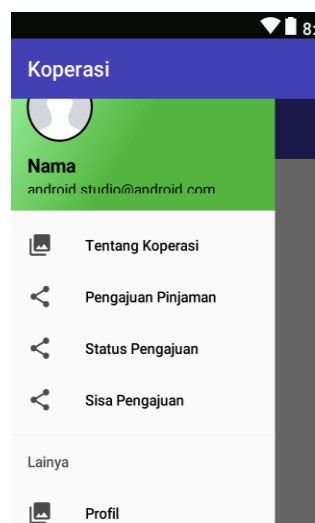 8:
Koperasi
Nama
android.studio@android.com
Tentang Koperasi
Pengajuan Pinjaman
Status Pengajuan
Sisa Pengajuan
Lainya
Profil